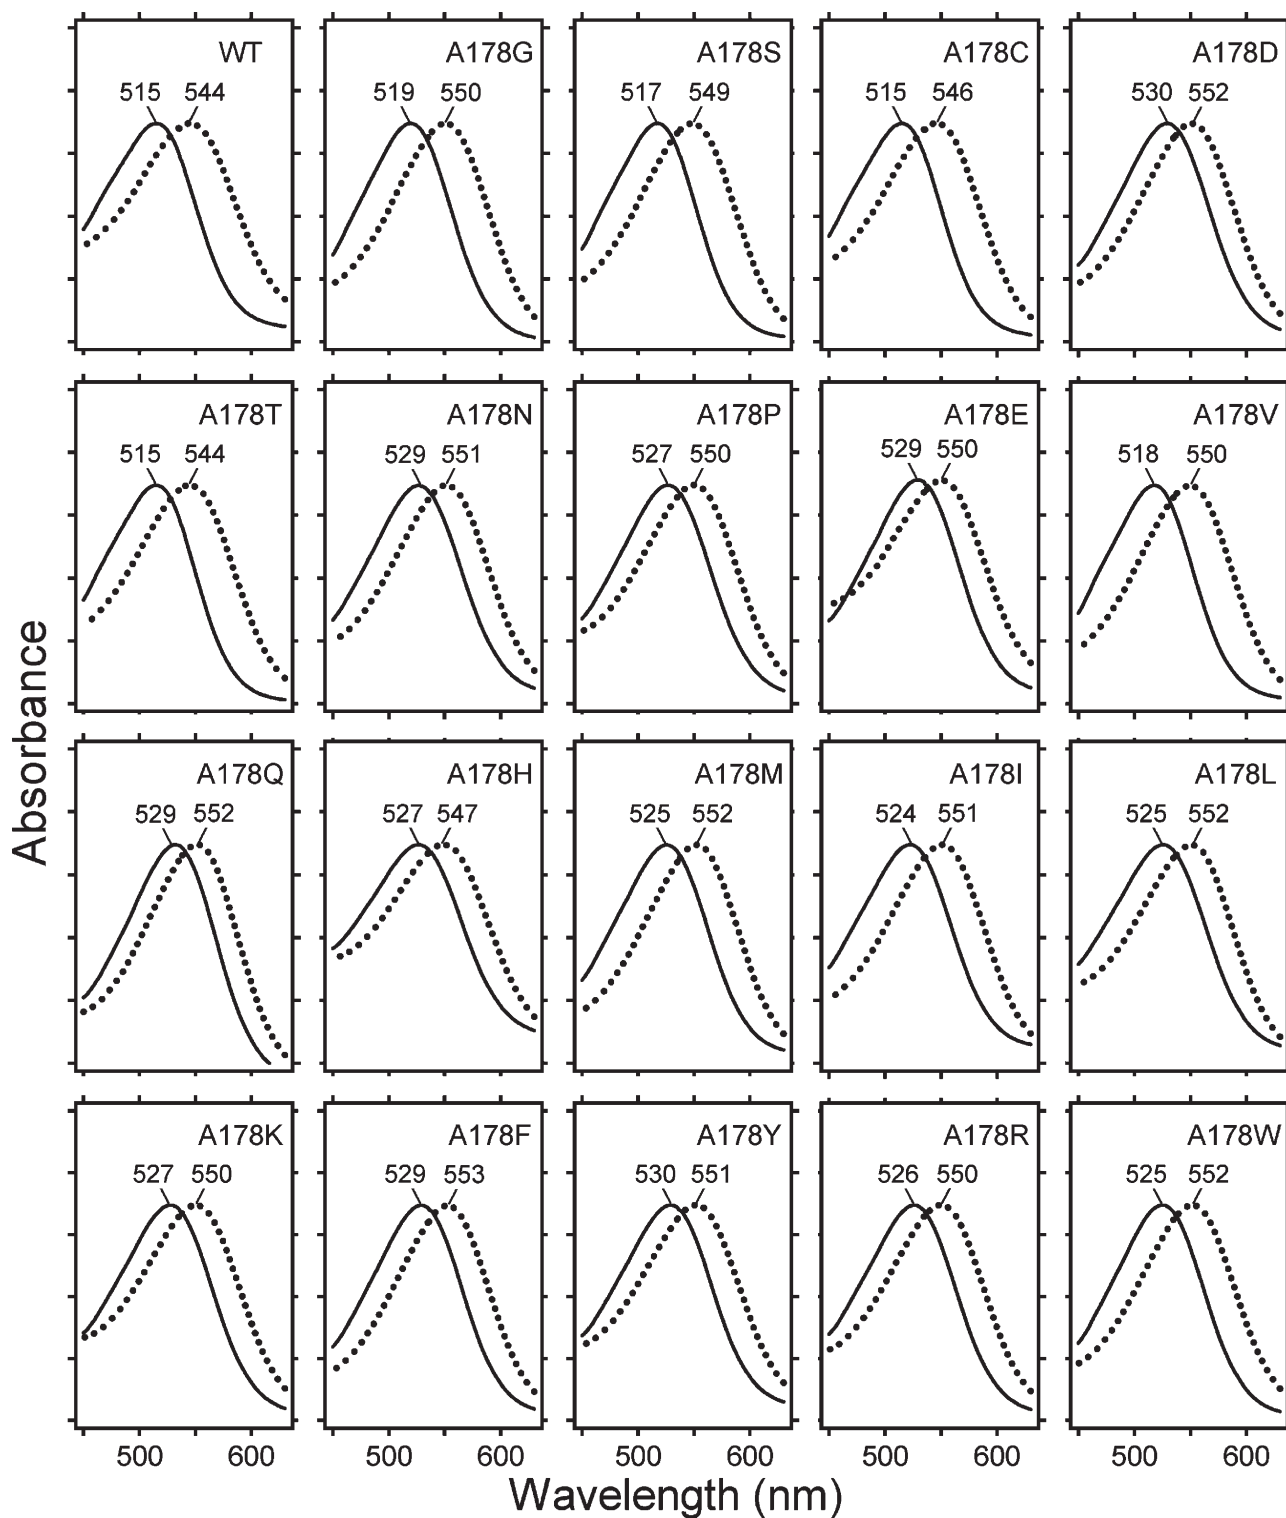 WT A178G A178S A178C A178D
515 544 519 550 517 549 515 546 530 552
A178T A178N A178P A178E A178V
515 544 529 551 527 550 529 550 518 550
Absorbance
A178Q A178H A178M A178I A178L
529 552 527 547 525 552 524 551 525 552
A178K A178F A178Y A178R A178W
527 550 529 553 530 551 526 550 525 552
500 600 500 600 500 600 500 600 500 600
Wavelength (nm)